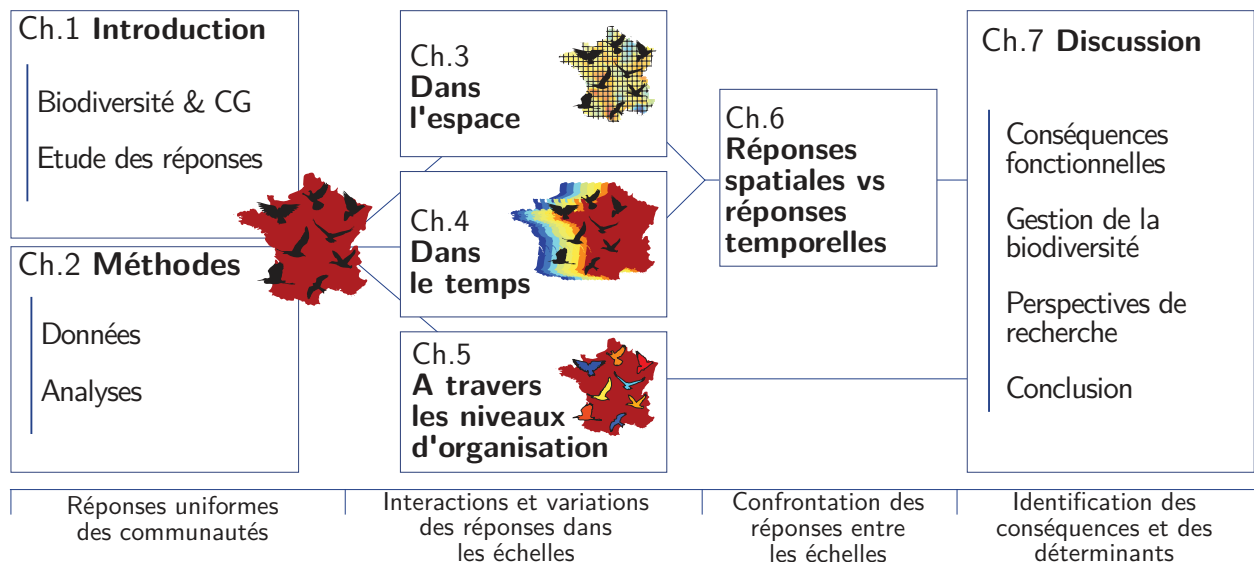 Ch.1 Introduction
Biodiversité & CG
Etude des réponses
Ch.2 Méthodes
Données
Analyses
Ch.3
Dans
l'espace
Ch.4
Dans
le temps
Ch.5
A travers
les niveaux
d'organisation
Ch.6
Réponses
spatiales vs
réponses
temporelles
Ch.7 Discussion
Conséquences
fonctionnelles
Gestion de la
biodiversité
Perspectives de
recherche
Conclusion
Réponses uniformes
des communautés
Interactions et variations
des réponses dans
les échelles
Confrontation des
réponses entre
les échelles
Identification des
conséquences et des
déterminants